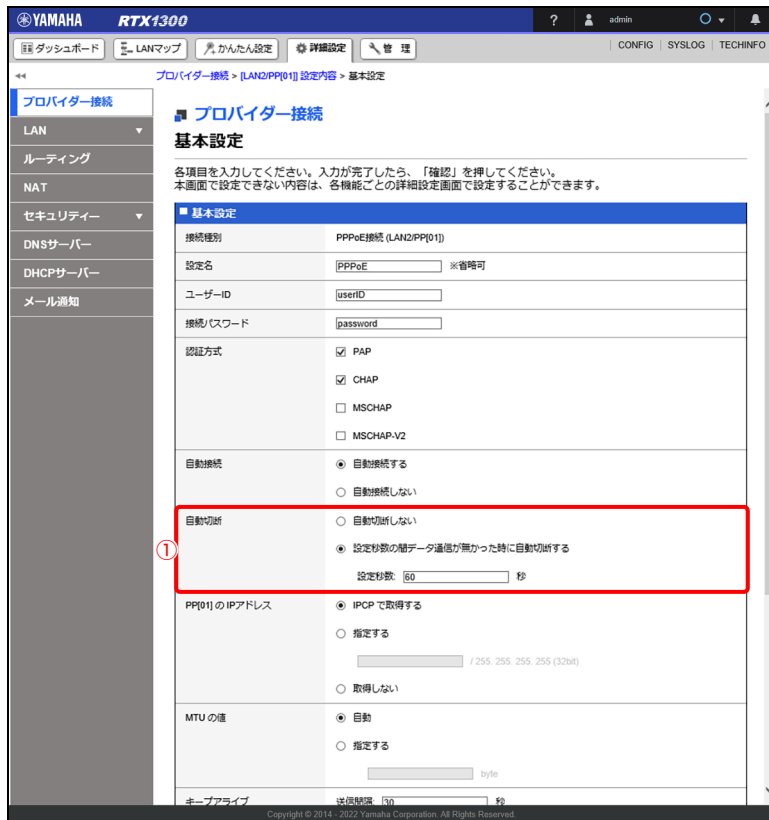 YAMAHA RTX1300 ? admin
ダッシュボード LANマップ かんたん設定 詳細設定 管 理 CONFIG SYSLOG TECHINFO
プロバイダー接続 > [LAN2/PP[01]] 設定内容 > 基本設定
プロバイダー接続
LAN
ルーティング
NAT
セキュリティー
DNSサーバー
DHCPサーバー
メール通知
プロバイダー接続
基本設定
各項目を入力してください。入力が完了したら、「確認」を押してください。
本画面で設定できない内容は、各機能ごとの詳細設定画面で設定することができます。
基本設定
接続種別 PPPoE接続 (LAN2/PP[01])
設定名 PPPoE ※省略可
ユーザーID userID
接続パスワード password
認証方式 PAP
CHAP
MSCHAP
MSCHAP-V2
自動接続 自動接続する
自動接続しない
① 自動切断 自動切断しない
設定秒数の間データ通信が無かった時に自動切断する
設定秒数: 60 秒
PP[01] の IPアドレス IPCP で取得する
指定する
/ 255. 255. 255. 255 (32bit)
取得しない
MTU の値 自動
指定する
byte
キープアライブ 送信間隔: 30 秒
Copyright © 2014 - 2022 Yamaha Corporation. All Rights Reserved.